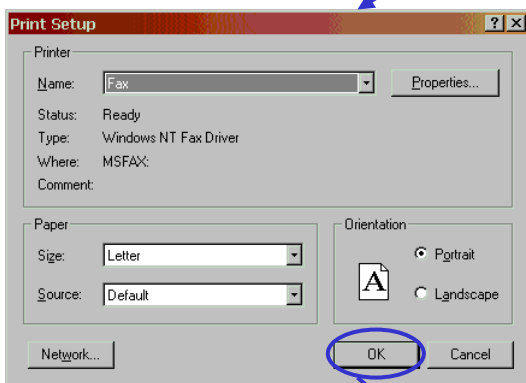 Print Setup
Printer
Name: Fax Properties...
Status: Ready
Type: Windows NT Fax Driver
Where: MSFAX:
Comment:
Paper
Size: Letter
Source: Default
Orientation
A
Portrait
Landscape
Network... OK Cancel